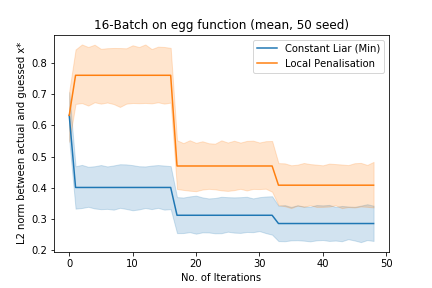 16-Batch on egg function (mean, 50 seed)
L2 norm between actual and guessed x*
0.8
0.7
0.6
0.5
0.4
0.3
0.2
Constant Liar (Min)
Local Penalisation
0 10 20 30 40 50
No. of Iterations